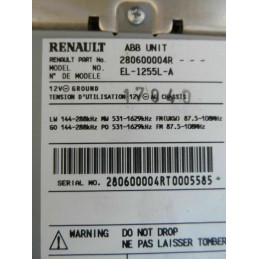 RENAULT ABB UNIT
RENAULT PART No. 280600004R - - -
MODEL NO. EL-1255L-A
N° DE MODELE
12V⎓ GROUND
TENSION D'UTILISATION 12V⎓ AU CHASSIS
17940
LW 144-288kHz MW 531-1629kHz FM(UKW) 87.5-108MHz
GO 144-288kHz PO 531-1629kHz FM 87.5-108MHz
SERIAL NO. 280600004RT0005585*
WARNING DO NOT DROP
NE PAS LAISSER TOMBER